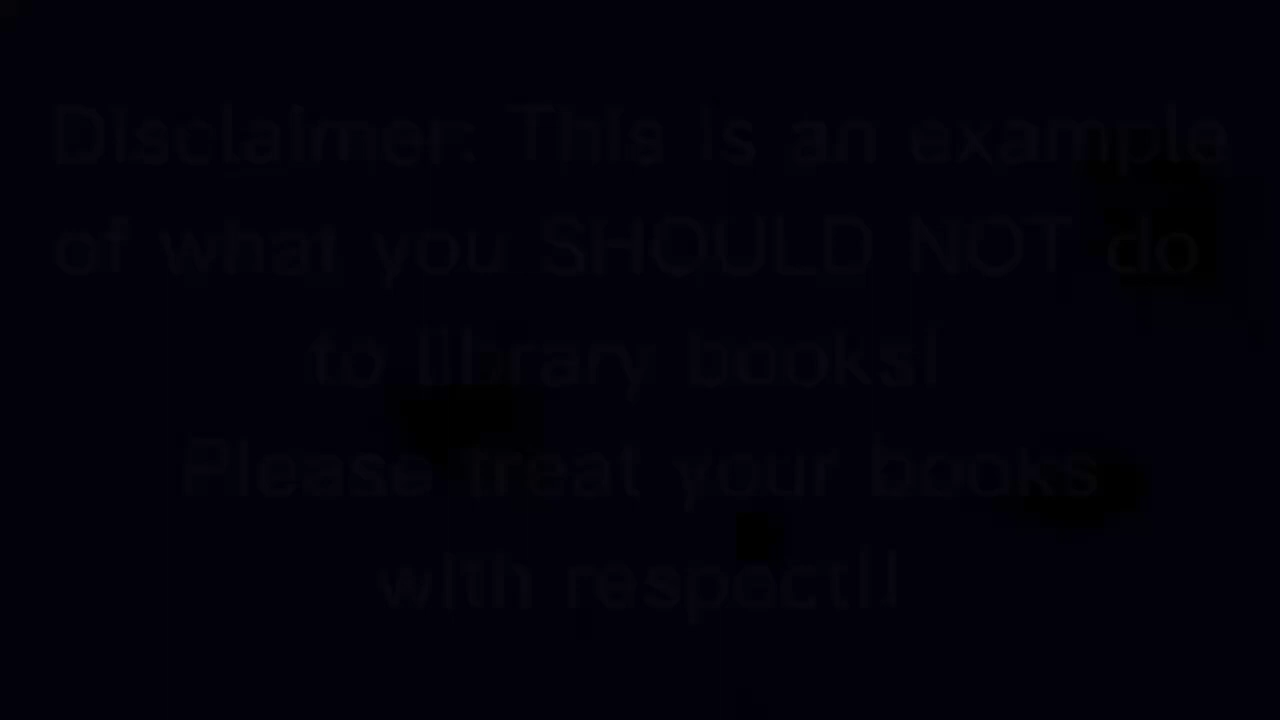 Disclaimer: This is an example
of what you SHOULD NOT do
to library books!
Please treat your books
with respect!!